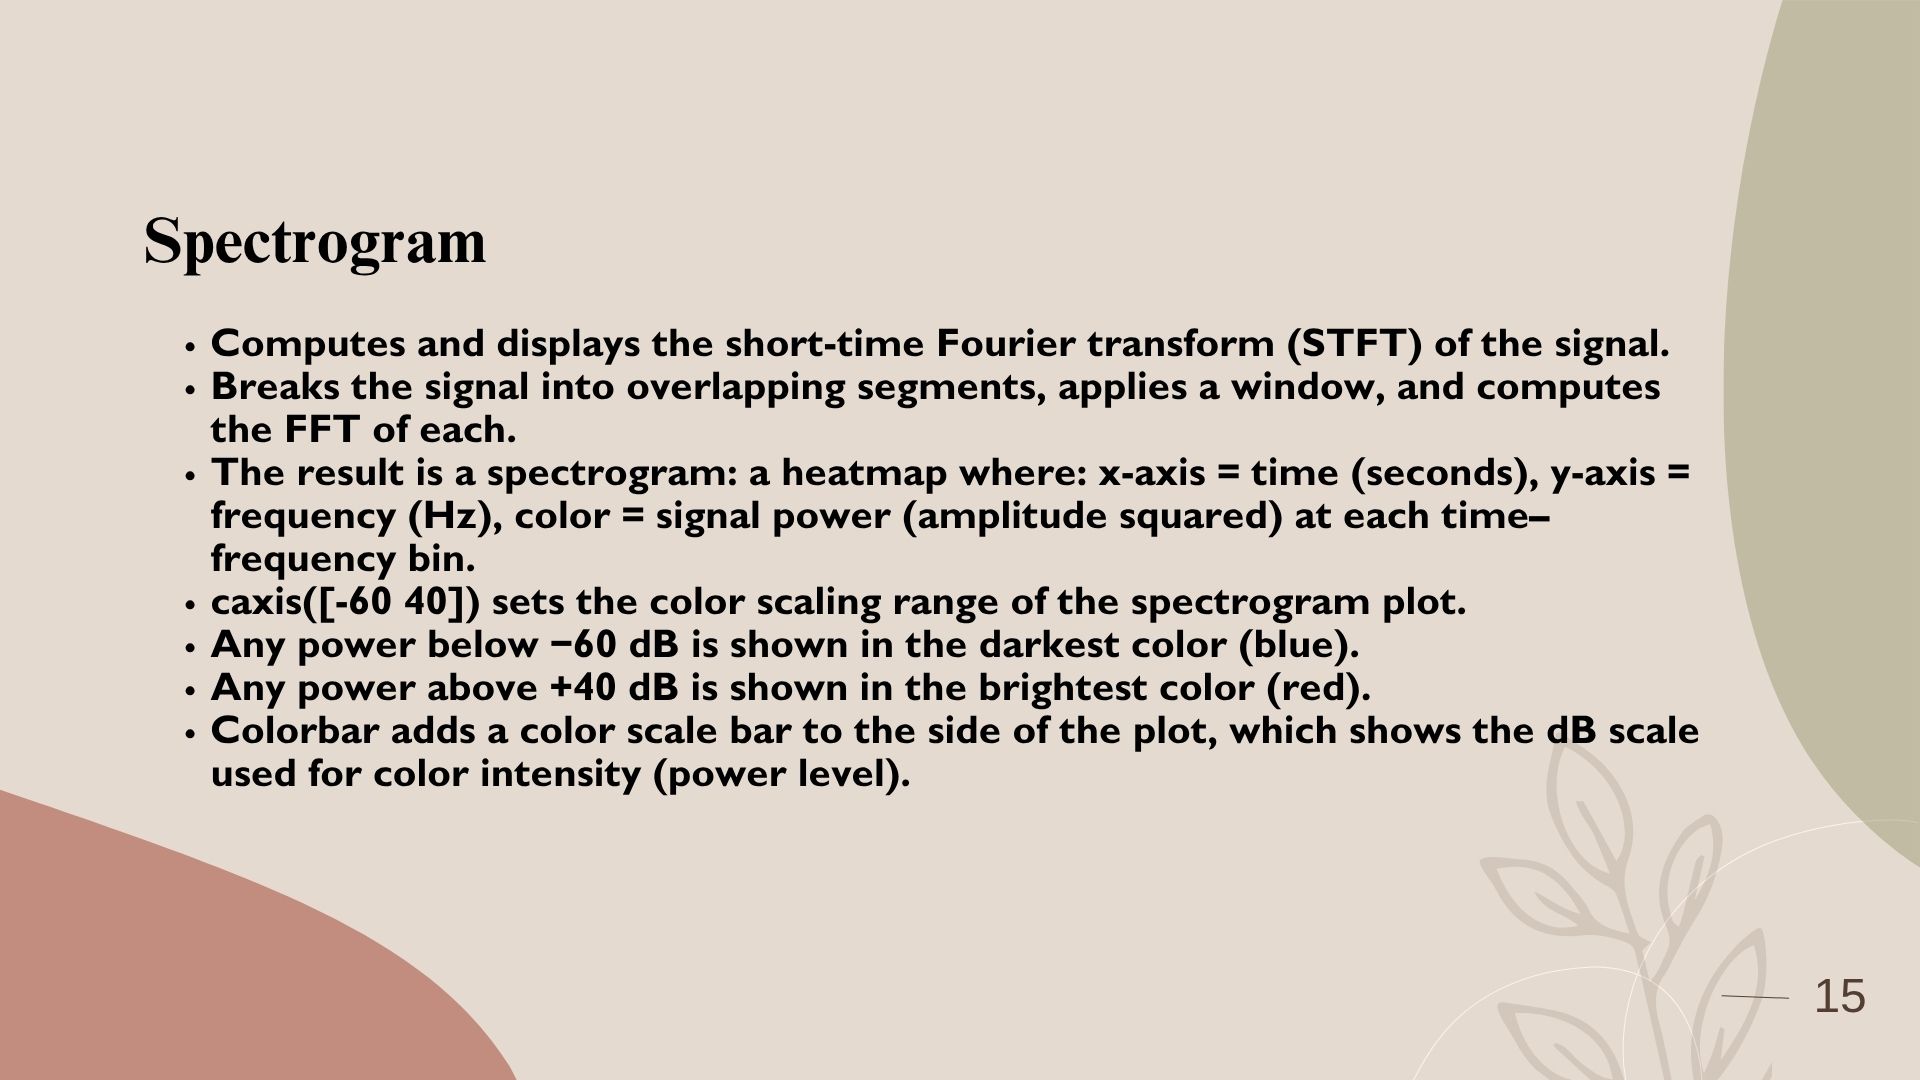 Spectrogram
• Computes and displays the short-time Fourier transform (STFT) of the signal.
• Breaks the signal into overlapping segments, applies a window, and computes
the FFT of each.
• The result is a spectrogram: a heatmap where: x-axis = time (seconds), y-axis =
frequency (Hz), color = signal power (amplitude squared) at each time–
frequency bin.
• caxis([-60 40]) sets the color scaling range of the spectrogram plot.
• Any power below −60 dB is shown in the darkest color (blue).
• Any power above +40 dB is shown in the brightest color (red).
• Colorbar adds a color scale bar to the side of the plot, which shows the dB scale
used for color intensity (power level).
15